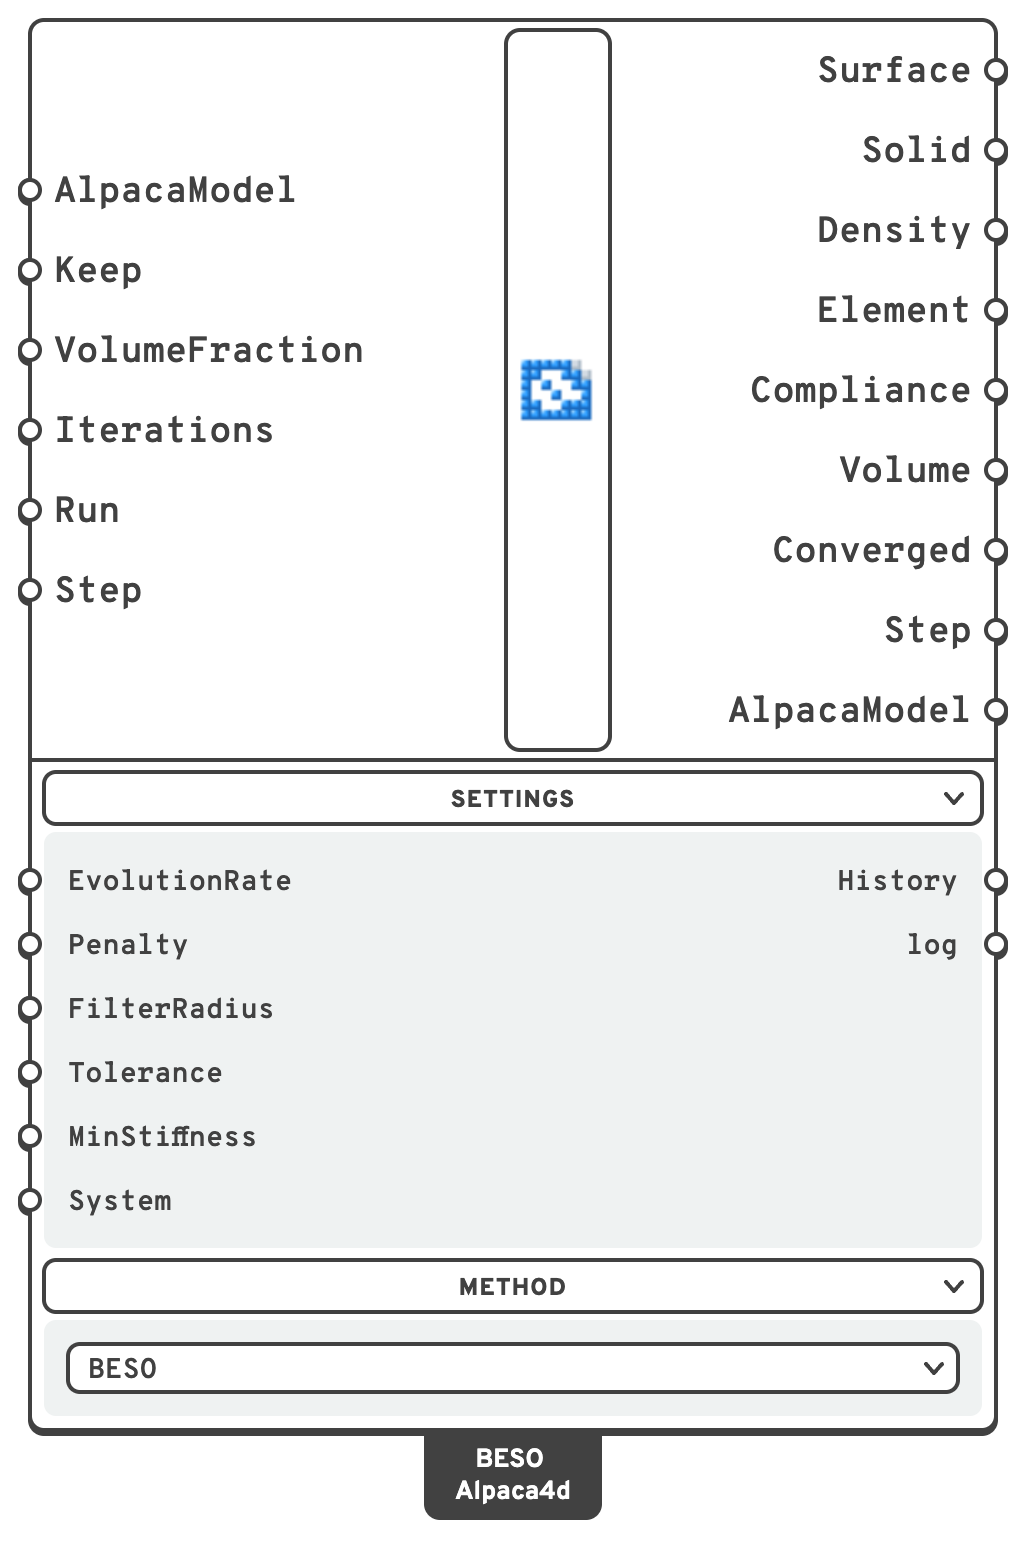 AlpacaModel
Keep
VolumeFraction
Iterations
Run
Step
Surface
Solid
Density
Element
Compliance
Volume
Converged
Step
AlpacaModel
SETTINGS
EvolutionRate
Penalty
FilterRadius
Tolerance
MinStiffness
System
History
log
METHOD
BESO
BESO
Alpaca4d